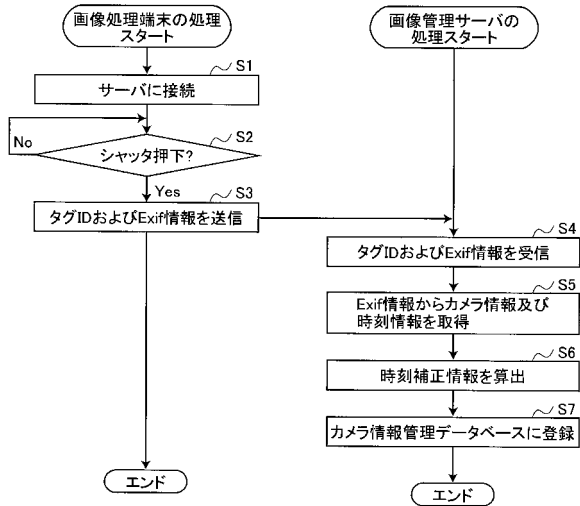 画像処理端末の処理
スタート
S1
サーバに接続
S2
No
シャッタ押下?
Yes
S3
タグIDおよびExif情報を送信
エンド
画像管理サーバの
処理スタート
S4
タグIDおよびExif情報を受信
S5
Exif情報からカメラ情報及び
時刻情報を取得
S6
時刻補正情報を算出
S7
カメラ情報管理データベースに登録
エンド